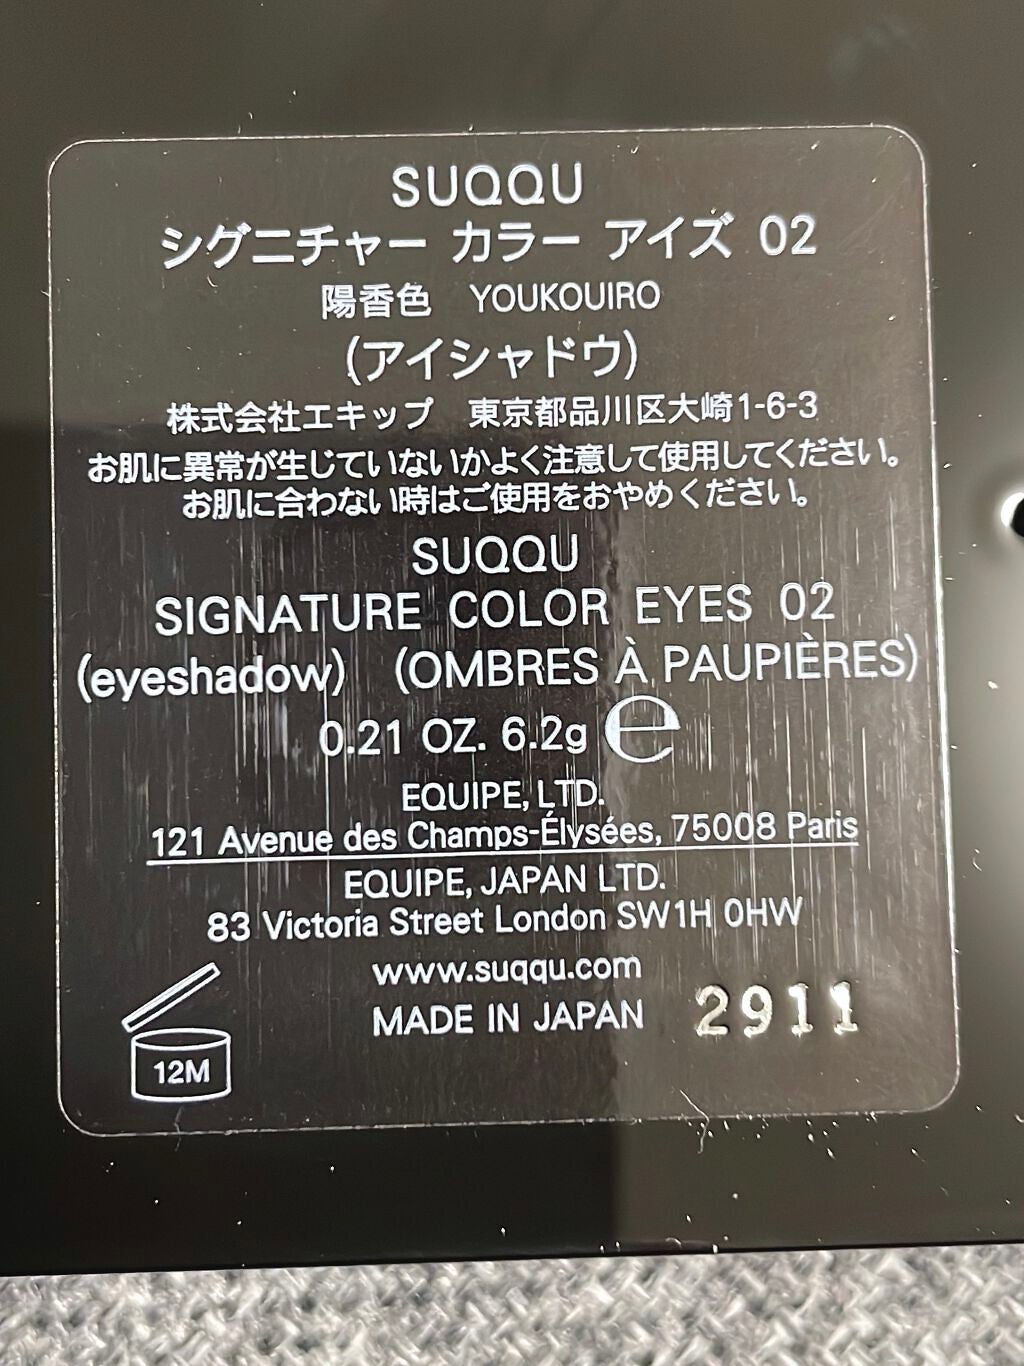 SUQQU
シグニチャー カラー アイズ 02
陽香色 YOUKOUIRO
(アイシャドウ)
株式会社エキップ 東京都品川区大崎1-6-3
お肌に異常が生じていないかよく注意して使用してください。
お肌に合わない時はご使用をおやめください。
SUQQU
SIGNATURE COLOR EYES 02
(eyeshadow) (OMBRES À PAUPIÈRES)
0.21 OZ. 6.2g ℮
EQUIPE, LTD.
121 Avenue des Champs-Élysées, 75008 Paris
EQUIPE, JAPAN LTD.
83 Victoria Street London SW1H 0HW
www.suqqu.com
MADE IN JAPAN 2911
12M